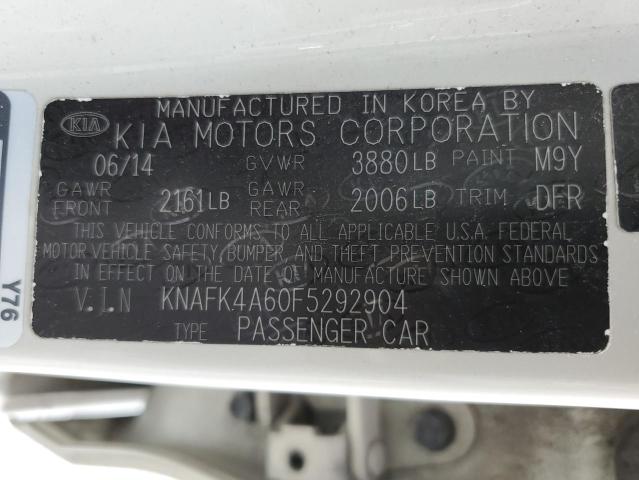 MANUFACTURED IN KOREA BY
KIA KIA MOTORS CORPORATION
06/14 GVWR 3880LB PAINT M9Y
GAWR FRONT 2161LB GAWR REAR 2006LB TRIM DFR
THIS VEHICLE CONFORMS TO ALL APPLICABLE U.S.A. FEDERAL
MOTOR VEHICLE SAFETY, BUMPER, AND THEFT PREVENTION STANDARDS
IN EFFECT ON THE DATE OF MANUFACTURE SHOWN ABOVE
V.I.N KNAFK4A60F5292904
TYPE PASSENGER CAR
Y76